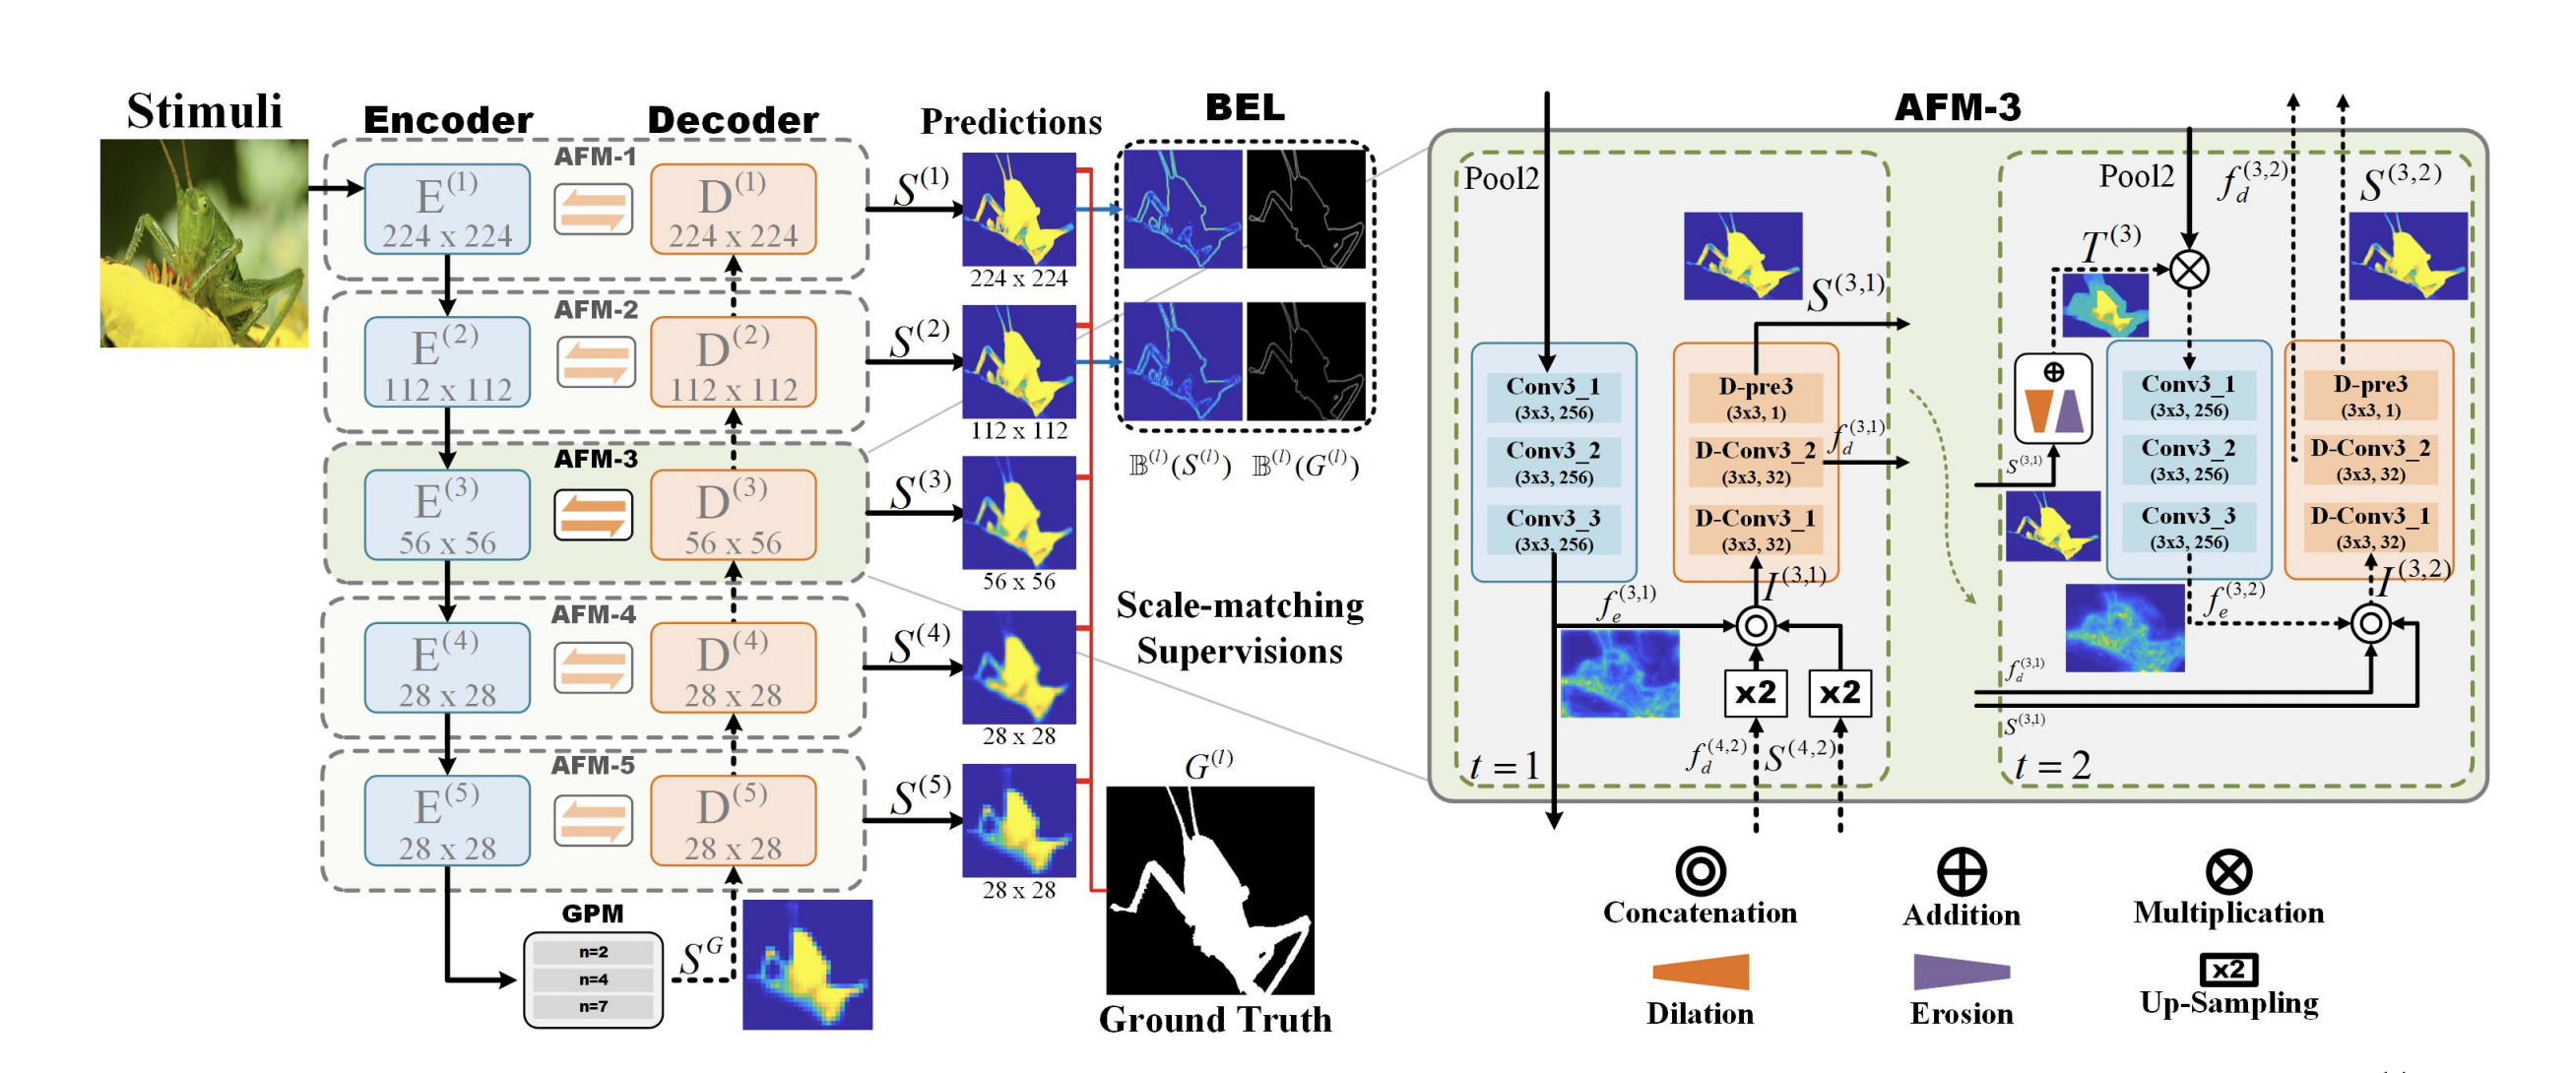 Stimuli
Encoder
Decoder
Predictions
BEL
AFM-3
AFM-1
E^(1)
224 x 224
D^(1)
224 x 224
S^(1)
224 x 224
AFM-2
E^(2)
112 x 112
D^(2)
112 x 112
S^(2)
112 x 112
𝔹^(l)(S^(l)) 𝔹^(l)(G^(l))
AFM-3
E^(3)
56 x 56
D^(3)
56 x 56
S^(3)
56 x 56
Scale-matching
Supervisions
AFM-4
E^(4)
28 x 28
D^(4)
28 x 28
S^(4)
28 x 28
AFM-5
E^(5)
28 x 28
D^(5)
28 x 28
S^(5)
28 x 28
GPM
n=2
n=4
n=7
S^G
G^(l)
Ground Truth
Pool2
Conv3_1
(3x3, 256)
Conv3_2
(3x3, 256)
Conv3_3
(3x3, 256)
S^(3,1)
D-pre3
(3x3, 1)
D-Conv3_2
(3x3, 32)
D-Conv3_1
(3x3, 32)
f_d^(3,1)
I^(3,1)
f_e^(3,1)
x2
x2
f_d^(4,2)
S^(4,2)
t = 1
Pool2
f_d^(3,2)
S^(3,2)
T^(3)
S^(3,1)
Conv3_1
(3x3, 256)
Conv3_2
(3x3, 256)
Conv3_3
(3x3, 256)
D-pre3
(3x3, 1)
D-Conv3_2
(3x3, 32)
D-Conv3_1
(3x3, 32)
I^(3,2)
f_e^(3,2)
f_d^(3,1)
S^(3,1)
t = 2
Concatenation
Addition
Multiplication
x2
Dilation
Erosion
Up-Sampling